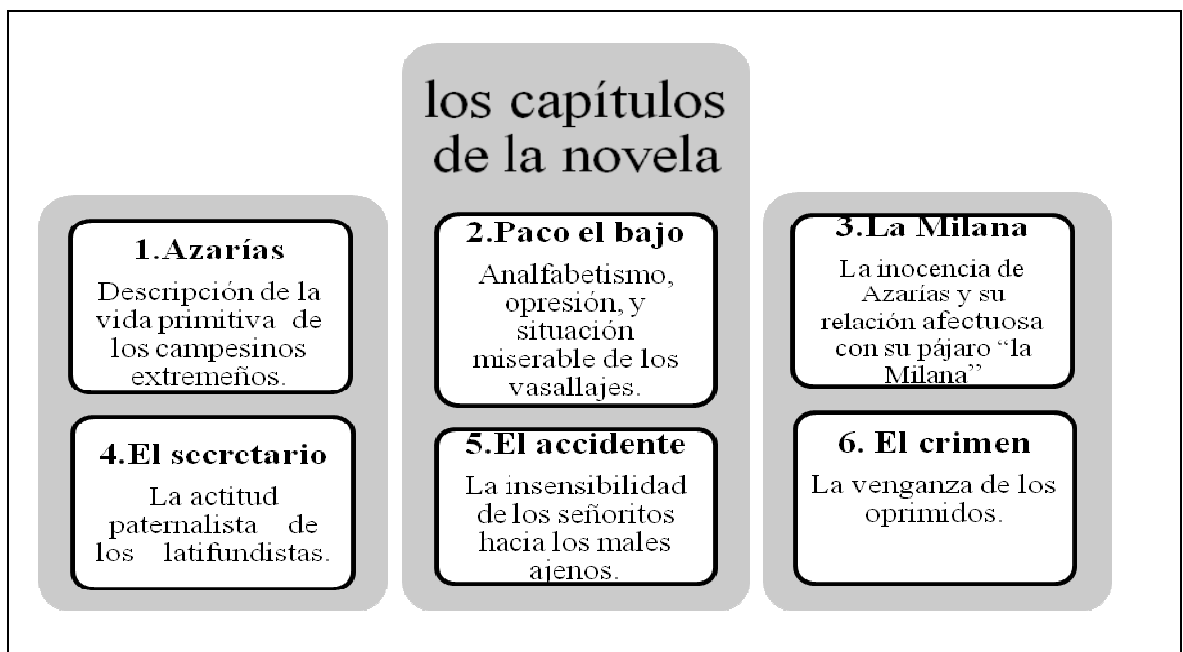 los capítulos
de la novela
1.Azarías
Descripción de la
vida primitiva de
los campesinos
extremeños.
2.Paco el bajo
Analfabetismo,
opresión, y
situación
miserable de los
vasallajes.
3.La Milana
La inocencia de
Azarías y su
relación afectuosa
con su pájaro “la
Milana”
4.El secretario
La actitud
paternalista de
los latifundistas.
5.El accidente
La insensibilidad
de los señoritos
hacia los males
ajenos.
6. El crimen
La venganza de los
oprimidos.